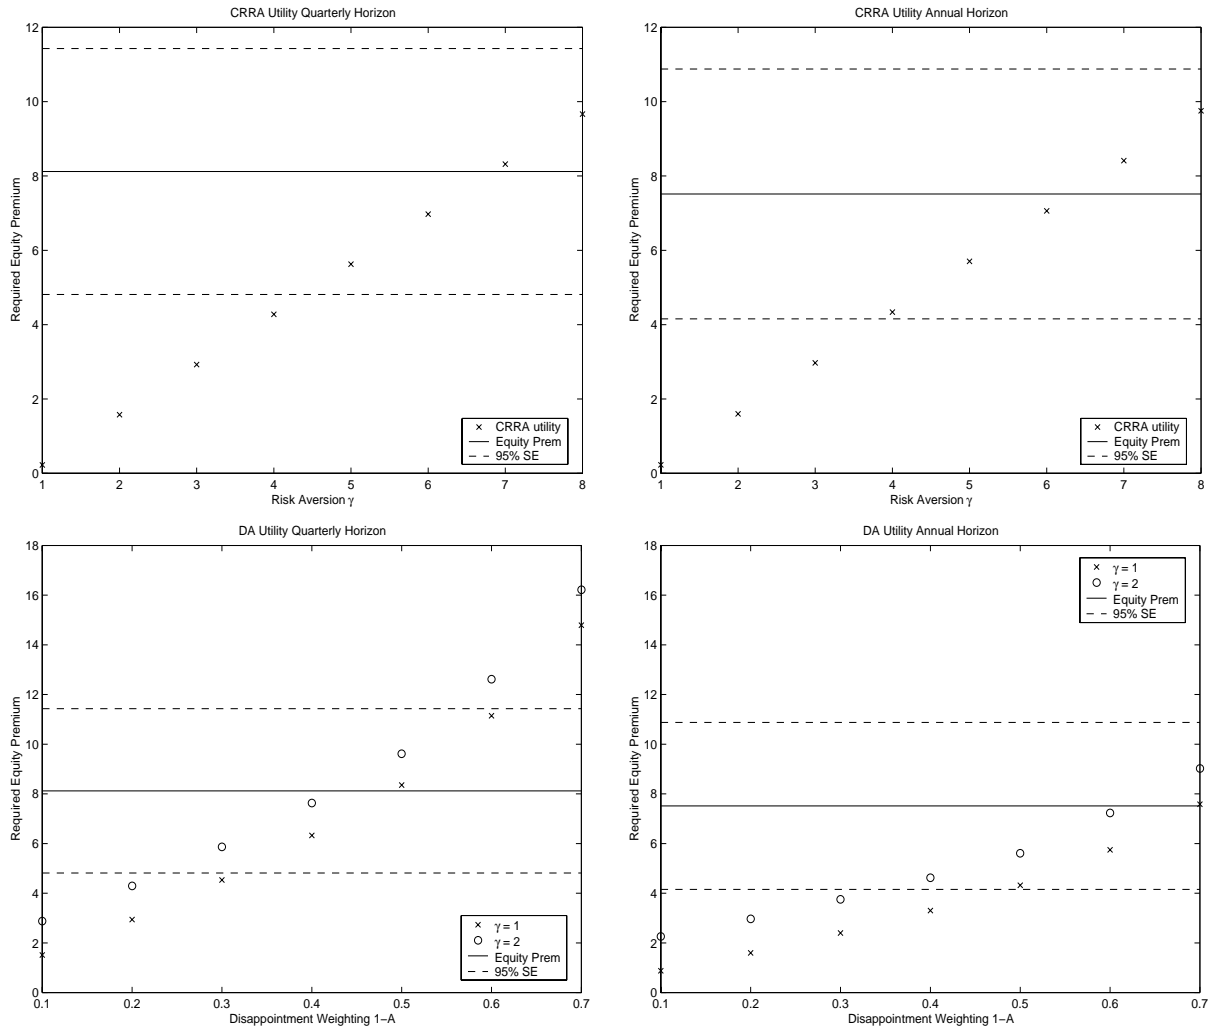 CRRA Utility Quarterly Horizon
12
10
8
6
4
2
0
Required Equity Premium
CRRA utility
Equity Prem
95% SE
1 2 3 4 5 6 7 8
Risk Aversion γ
CRRA Utility Annual Horizon
12
10
8
6
4
2
0
Required Equity Premium
CRRA utility
Equity Prem
95% SE
1 2 3 4 5 6 7 8
Risk Aversion γ
DA Utility Quarterly Horizon
18
16
14
12
10
8
6
4
2
0
Required Equity Premium
γ = 1
γ = 2
Equity Prem
95% SE
0.1 0.2 0.3 0.4 0.5 0.6 0.7
Disappointment Weighting 1−A
DA Utility Annual Horizon
18
16
14
12
10
8
6
4
2
0
Required Equity Premium
γ = 1
γ = 2
Equity Prem
95% SE
0.1 0.2 0.3 0.4 0.5 0.6 0.7
Disappointment Weighting 1−A